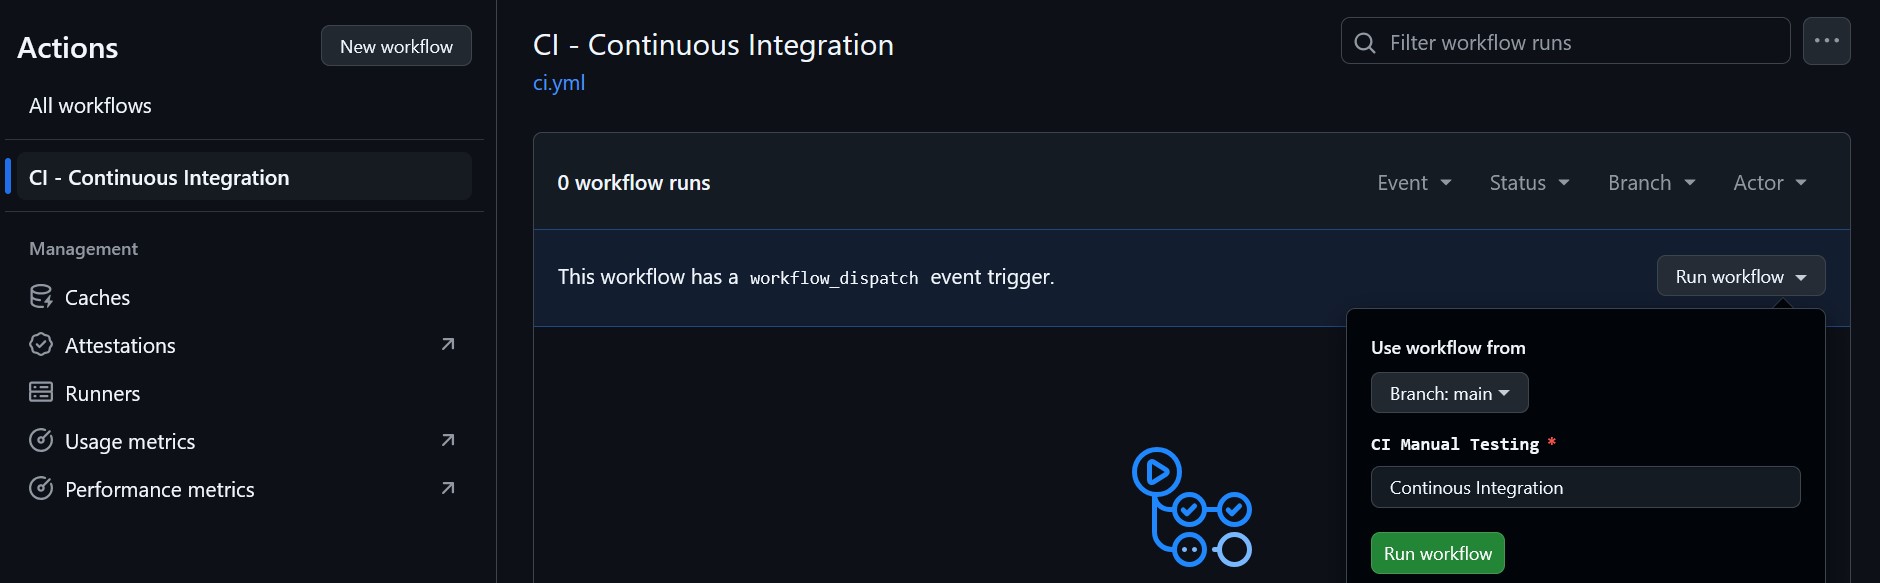 Actions
New workflow
All workflows
CI - Continuous Integration
Management
Caches
Attestations
Runners
Usage metrics
Performance metrics
CI - Continuous Integration
ci.yml
Filter workflow runs
0 workflow runs
Event
Status
Branch
Actor
This workflow has a workflow_dispatch event trigger.
Run workflow
Use workflow from
Branch: main
CI Manual Testing *
Continous Integration
Run workflow